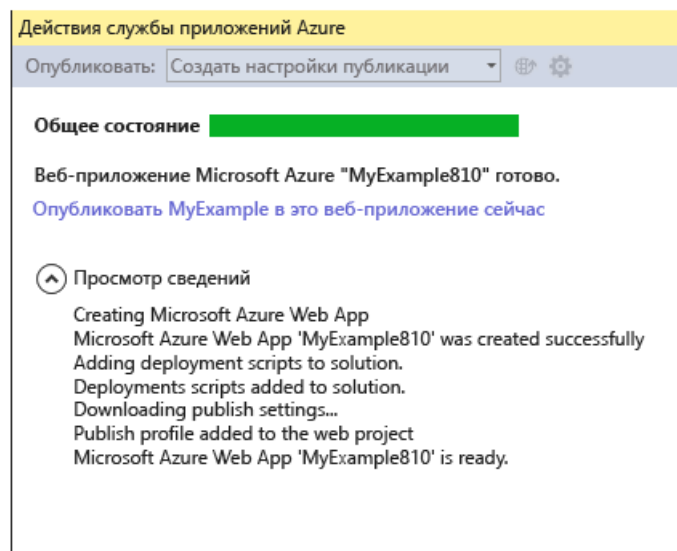 Действия службы приложений Azure
Опубликовать: Создать настройки публикации
Общее состояние
Веб-приложение Microsoft Azure "MyExample810" готово.
Опубликовать MyExample в это веб-приложение сейчас
Просмотр сведений
Creating Microsoft Azure Web App
Microsoft Azure Web App 'MyExample810' was created successfully
Adding deployment scripts to solution.
Deployments scripts added to solution.
Downloading publish settings...
Publish profile added to the web project
Microsoft Azure Web App 'MyExample810' is ready.